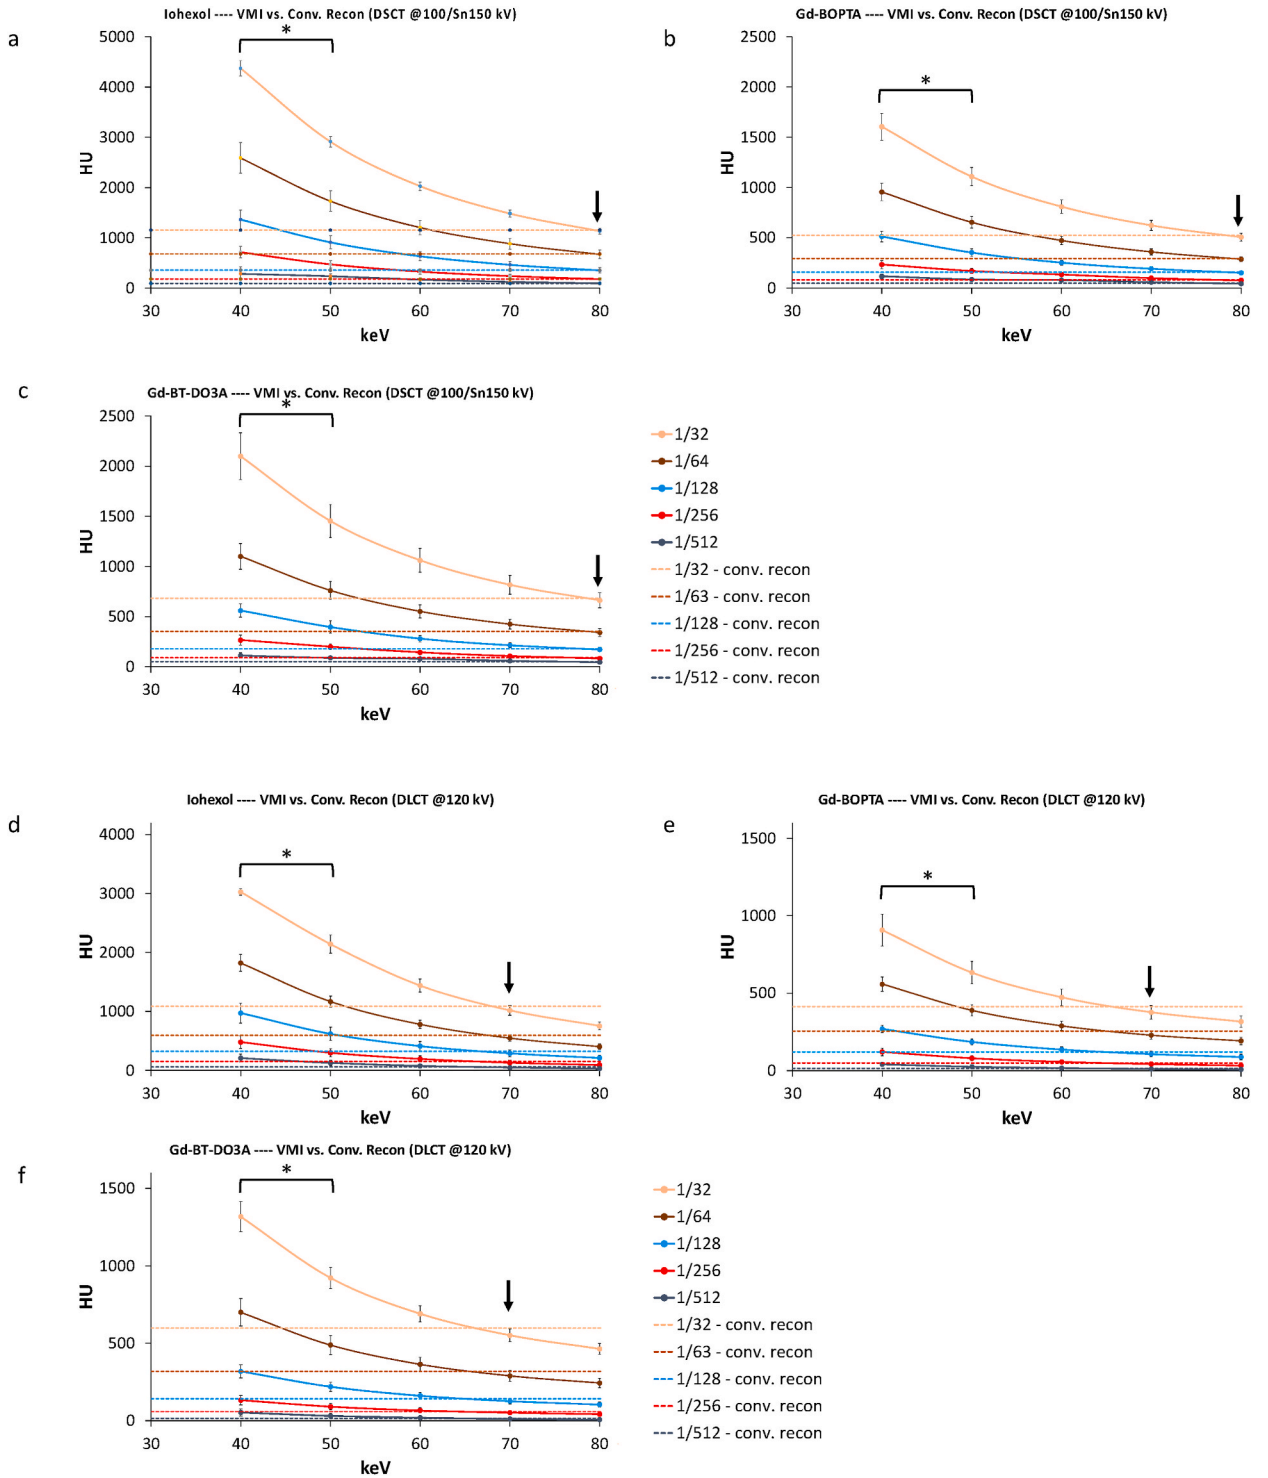 a
Iohexol ---- VMI vs. Conv. Recon (DSCT @100/Sn150 kV)
*
HU
5000
4000
3000
2000
1000
0
30 40 50 60 70 80
keV
b
Gd-BOPTA ---- VMI vs. Conv. Recon (DSCT @100/Sn150 kV)
*
HU
2500
2000
1500
1000
500
0
30 40 50 60 70 80
keV
c
Gd-BT-DO3A ---- VMI vs. Conv. Recon (DSCT @100/Sn150 kV)
*
HU
2500
2000
1500
1000
500
0
30 40 50 60 70 80
keV
1/32
1/64
1/128
1/256
1/512
1/32 - conv. recon
1/63 - conv. recon
1/128 - conv. recon
1/256 - conv. recon
1/512 - conv. recon
d
Iohexol ---- VMI vs. Conv. Recon (DLCT @120 kV)
*
HU
4000
3000
2000
1000
0
30 40 50 60 70 80
keV
e
Gd-BOPTA ---- VMI vs. Conv. Recon (DLCT @120 kV)
*
HU
1500
1000
500
0
30 40 50 60 70 80
keV
f
Gd-BT-DO3A ---- VMI vs. Conv. Recon (DLCT @120 kV)
*
HU
1500
1000
500
0
30 40 50 60 70 80
keV
1/32
1/64
1/128
1/256
1/512
1/32 - conv. recon
1/63 - conv. recon
1/128 - conv. recon
1/256 - conv. recon
1/512 - conv. recon